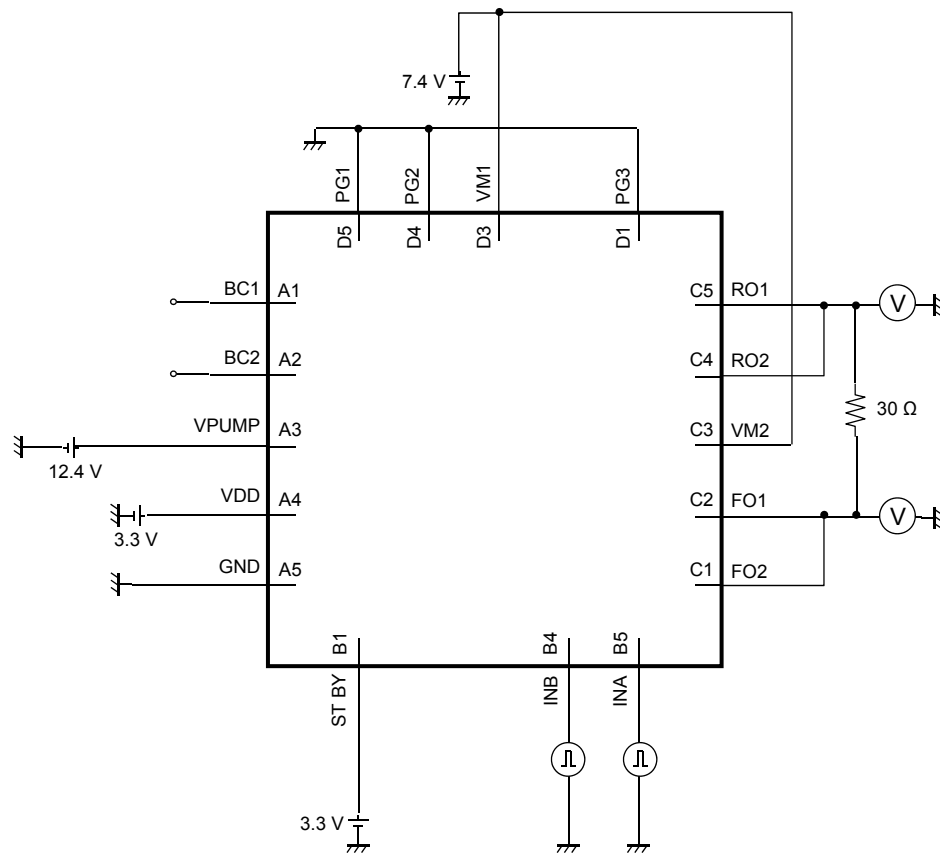 7.4 V
PG1
PG2
VM1
PG3
D5
D4
D3
D1
BC1 A1
C5 RO1 V
BC2 A2
C4 RO2
30 Ω
VPUMP A3
C3 VM2
12.4 V
VDD A4
C2 FO1 V
3.3 V
GND A5
C1 FO2
B1
B4
B5
ST BY
INB
INA
3.3 V